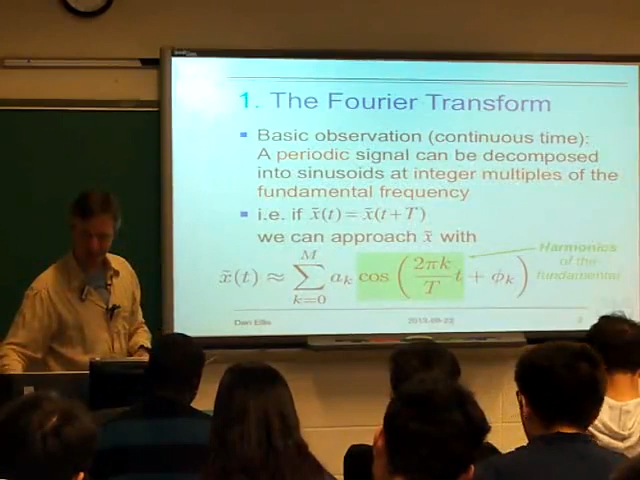 1. The Fourier Transform
Basic observation (continuous time):
A periodic signal can be decomposed
into sinusoids at integer multiples of the
fundamental frequency
i.e. if x̃(t) = x̃(t+T)
we can approach x̃ with
Harmonics
of the
fundamental
x̃(t) ≈ ∑_{k=0}^{M} a_k cos(2πk/T t + ϕ_k)
Dan Ellis 2013-09-23 2